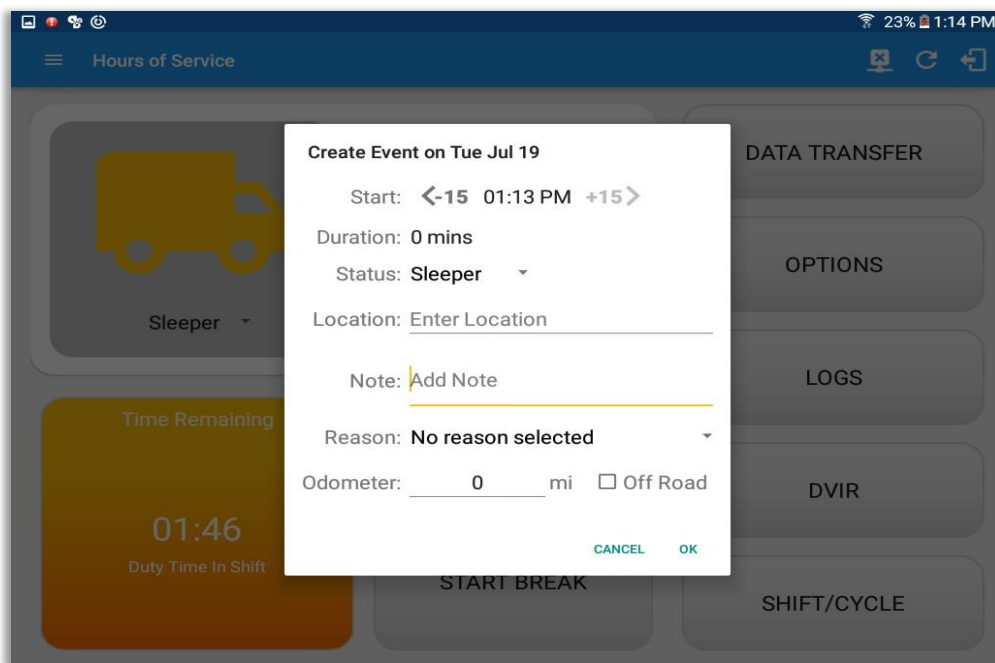 23% 1:14 PM
Hours of Service
Sleeper
Time Remaining
01:46
Duty Time In Shift
Create Event on Tue Jul 19
Start: -15 01:13 PM +15
Duration: 0 mins
Status: Sleeper
Location: Enter Location
Note: Add Note
Reason: No reason selected
Odometer: 0 mi Off Road
CANCEL OK
START BREAK
DATA TRANSFER
OPTIONS
LOGS
DVIR
SHIFT/CYCLE